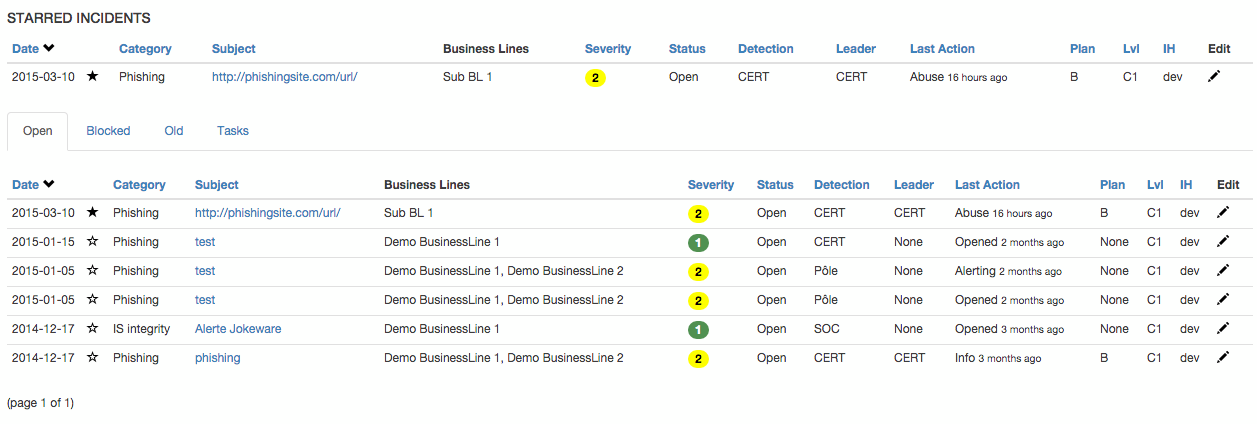 STARRED INCIDENTS
Date Category Subject Business Lines Severity Status Detection Leader Last Action Plan Lvl IH Edit
2015-03-10 Phishing http://phishingsite.com/url/ Sub BL 1 2 Open CERT CERT Abuse 16 hours ago B C1 dev
Open Blocked Old Tasks
Date Category Subject Business Lines Severity Status Detection Leader Last Action Plan Lvl IH Edit
2015-03-10 Phishing http://phishingsite.com/url/ Sub BL 1 2 Open CERT CERT Abuse 16 hours ago B C1 dev
2015-01-15 Phishing test Demo BusinessLine 1 1 Open CERT None Opened 2 months ago None C1 dev
2015-01-05 Phishing test Demo BusinessLine 1, Demo BusinessLine 2 2 Open Pôle None Alerting 2 months ago None C1 dev
2015-01-05 Phishing test Demo BusinessLine 1, Demo BusinessLine 2 2 Open Pôle None Opened 2 months ago None C1 dev
2014-12-17 IS integrity Alerte Jokeware Demo BusinessLine 1 1 Open SOC None Opened 3 months ago None C1 dev
2014-12-17 Phishing phishing Demo BusinessLine 1, Demo BusinessLine 2 2 Open CERT CERT Info 3 months ago B C1 dev
(page 1 of 1)